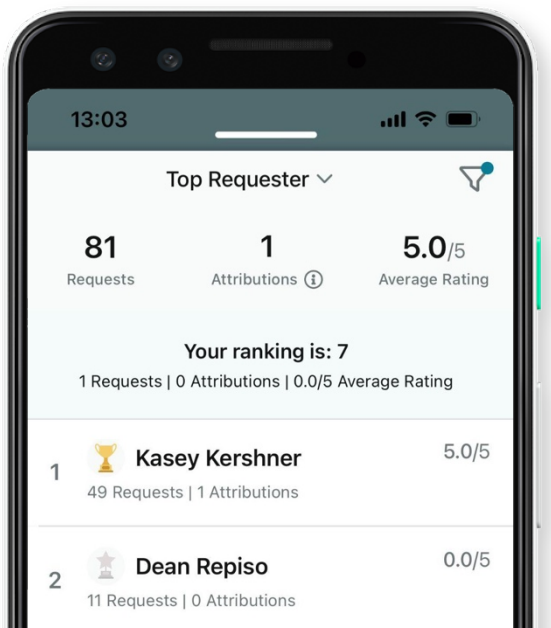 13:03
Top Requester
81
1
5.0/5
Requests
Attributions
Average Rating
Your ranking is: 7
1 Requests | 0 Attributions | 0.0/5 Average Rating
1
Kasey Kershner
5.0/5
49 Requests | 1 Attributions
2
Dean Repiso
0.0/5
11 Requests | 0 Attributions